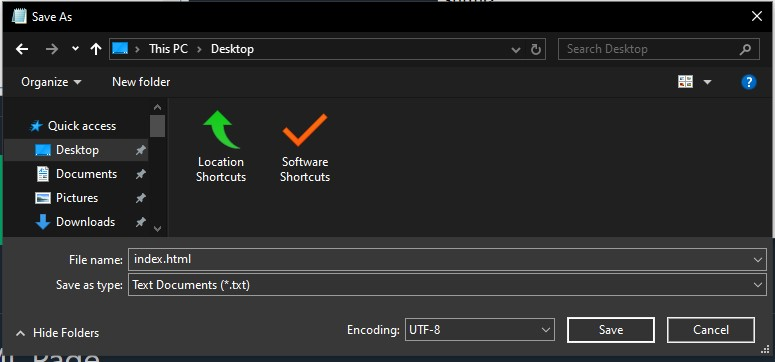 Save As
This PC
Desktop
Search Desktop
Organize
New folder
?
Quick access
Desktop
Documents
Pictures
Downloads
Location
Shortcuts
Software
Shortcuts
File name: index.html
Save as type: Text Documents (*.txt)
Hide Folders
Encoding: UTF-8
Save
Cancel
Page